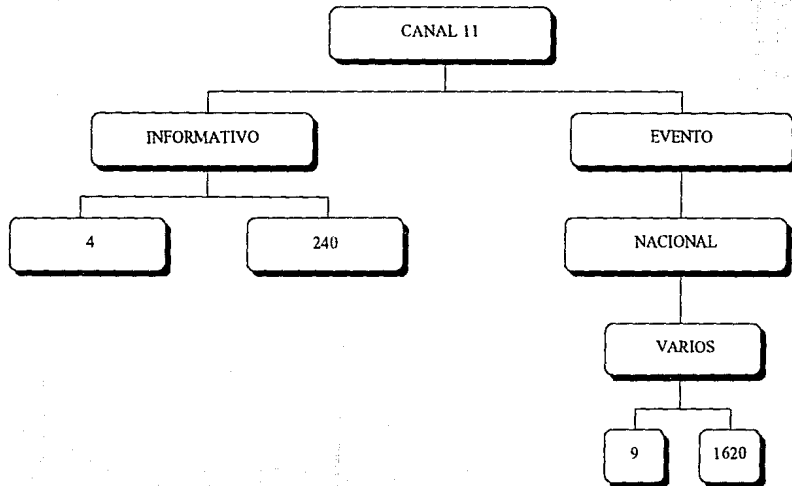 CANAL 11
INFORMATIVO
EVENTO
4
240
NACIONAL
VARIOS
9
1620